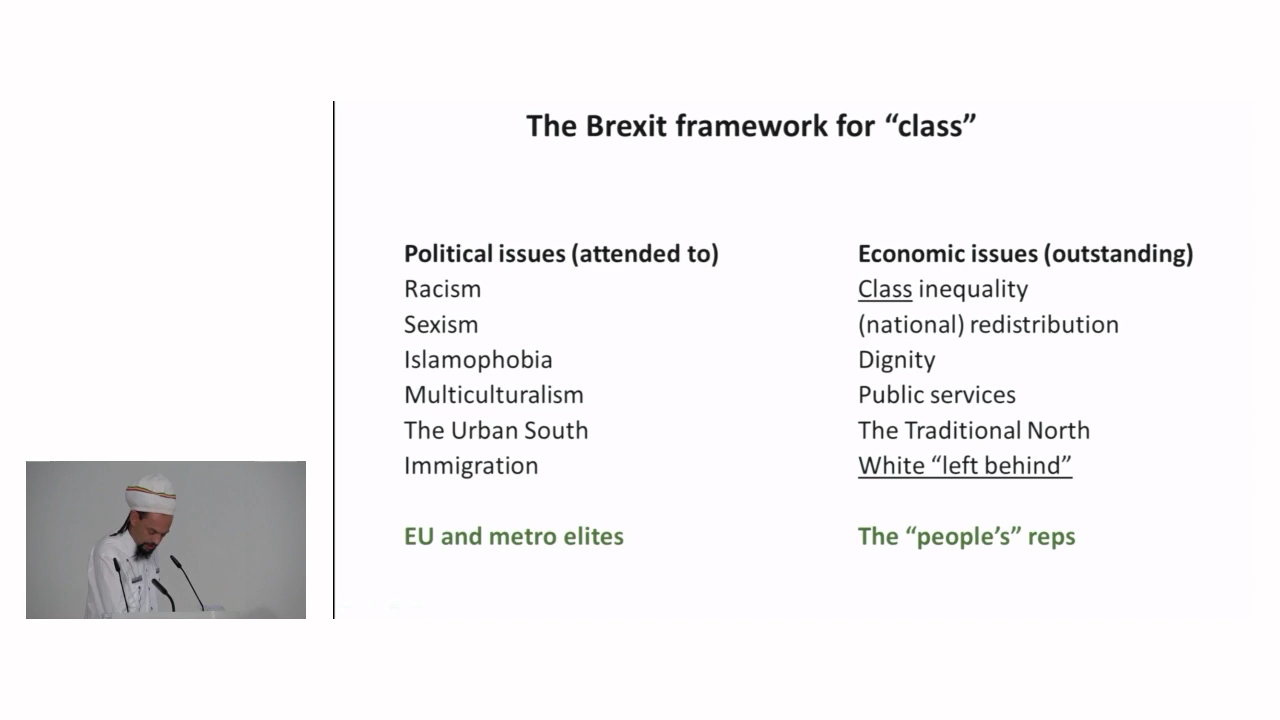 The Brexit framework for “class”
Political issues (attended to)
Racism
Sexism
Islamophobia
Multiculturalism
The Urban South
Immigration
EU and metro elites
Economic issues (outstanding)
Class inequality
(national) redistribution
Dignity
Public services
The Traditional North
White “left behind”
The “people’s” reps